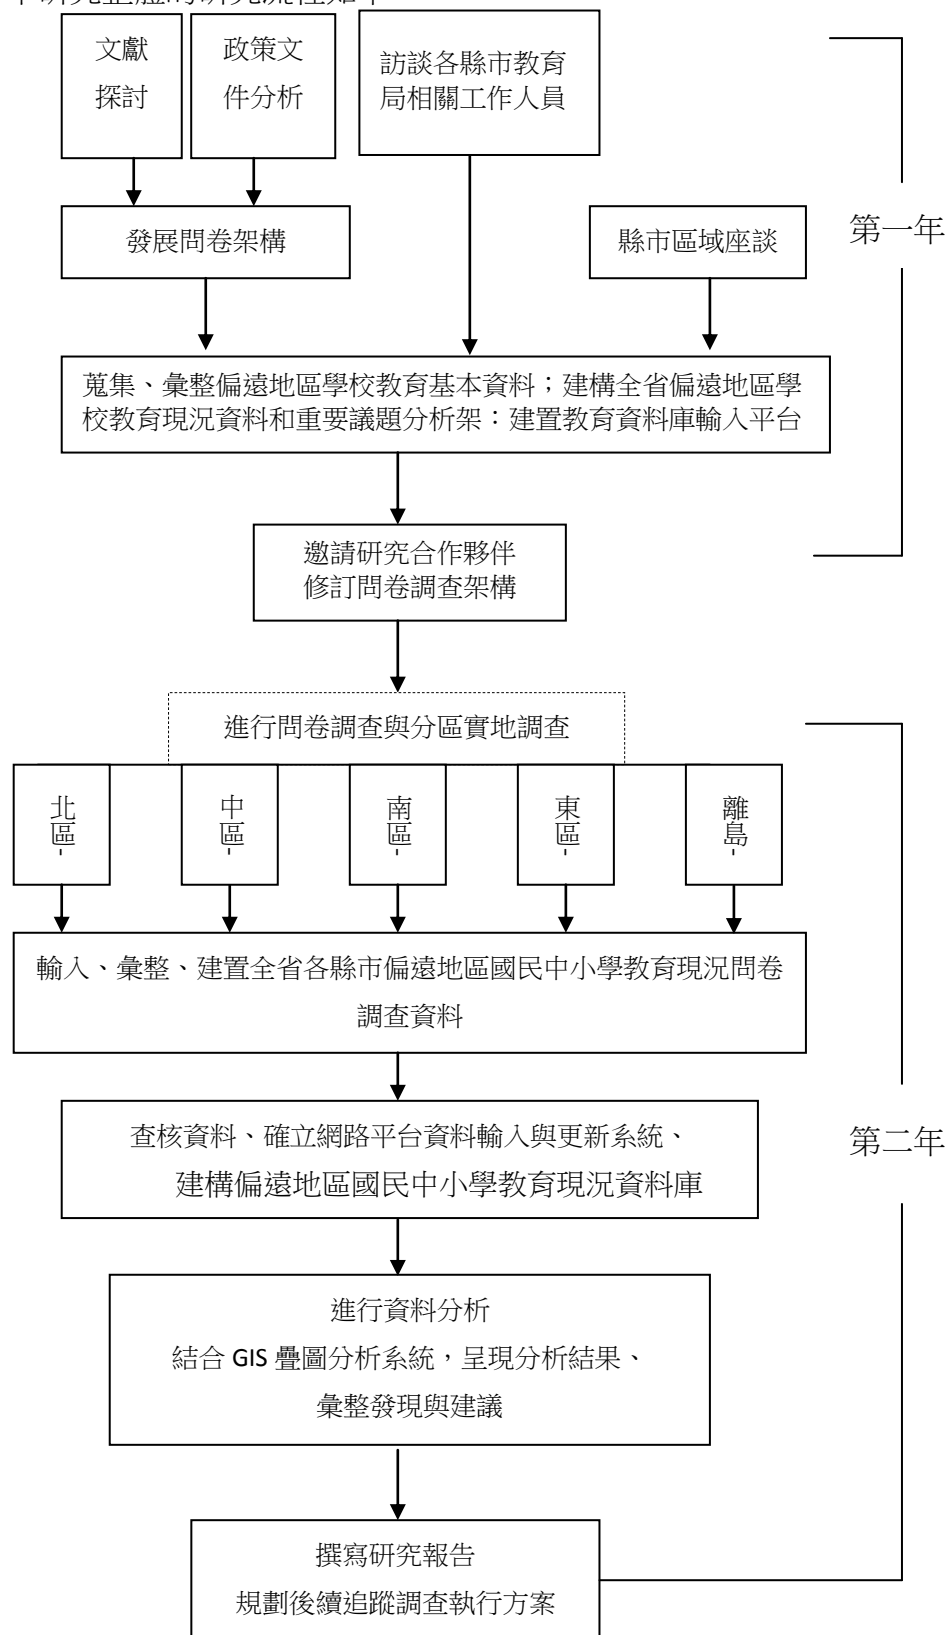 本研究整體的研究流程如下
文獻
探討
政策文
件分析
訪談各縣市教育
局相關工作人員
第一年
發展問卷架構
縣市區域座談
蒐集、彙整偏遠地區學校教育基本資料；建構全省偏遠地區學
校教育現況資料和重要議題分析架：建置教育資料庫輸入平台
邀請研究合作夥伴
修訂問卷調查架構
進行問卷調查與分區實地調查
北區-
中區-
南區-
東區-
離島-
輸入、彙整、建置全省各縣市偏遠地區國民中小學教育現況問卷
調查資料
查核資料、確立網路平台資料輸入與更新系統、
建構偏遠地區國民中小學教育現況資料庫
第二年
進行資料分析
結合 GIS 疊圖分析系統，呈現分析結果、
彙整發現與建議
撰寫研究報告
規劃後續追蹤調查執行方案